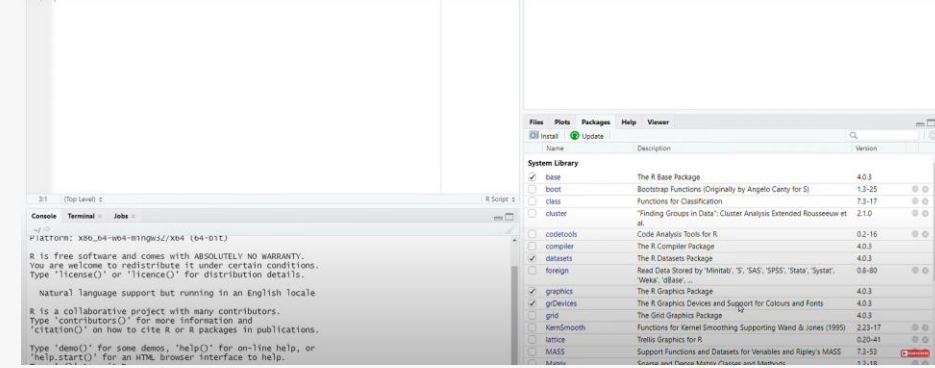 3:1 (Top Level) R Script
Console Terminal Jobs
~/
Platform: x86_64-w64-mingw32/x64 (64-bit)
R is free software and comes with ABSOLUTELY NO WARRANTY.
You are welcome to redistribute it under certain conditions.
Type 'license()' or 'licence()' for distribution details.
Natural language support but running in an English locale
R is a collaborative project with many contributors.
Type 'contributors()' for more information and
'citation()' on how to cite R or R packages in publications.
Type 'demo()' for some demos, 'help()' for on-line help, or
'help.start()' for an HTML browser interface to help.
Files Plots Packages Help Viewer
Install Update
Name Description Version
System Library
base The R Base Package 4.0.3
boot Bootstrap Functions (Originally by Angelo Canty for S) 1.3-25
class Functions for Classification 7.3-17
cluster "Finding Groups in Data": Cluster Analysis Extended Rousseeuw et 2.1.0
al.
codetools Code Analysis Tools for R 0.2-16
compiler The R Compiler Package 4.0.3
datasets The R Datasets Package 4.0.3
foreign Read Data Stored by 'Minitab', 'S', 'SAS', 'SPSS', 'Stata', 'Systat', 0.8-80
'Weka', 'dBase', ...
graphics The R Graphics Package 4.0.3
grDevices The R Graphics Devices and Support for Colours and Fonts 4.0.3
grid The Grid Graphics Package 4.0.3
KernSmooth Functions for Kernel Smoothing Supporting Wand & Jones (1995) 2.23-17
lattice Trellis Graphics for R 0.20-41
MASS Support Functions and Datasets for Venables and Ripley's MASS 7.3-53
Matrix Sparse and Dense Matrix Classes and Methods 1.2-18